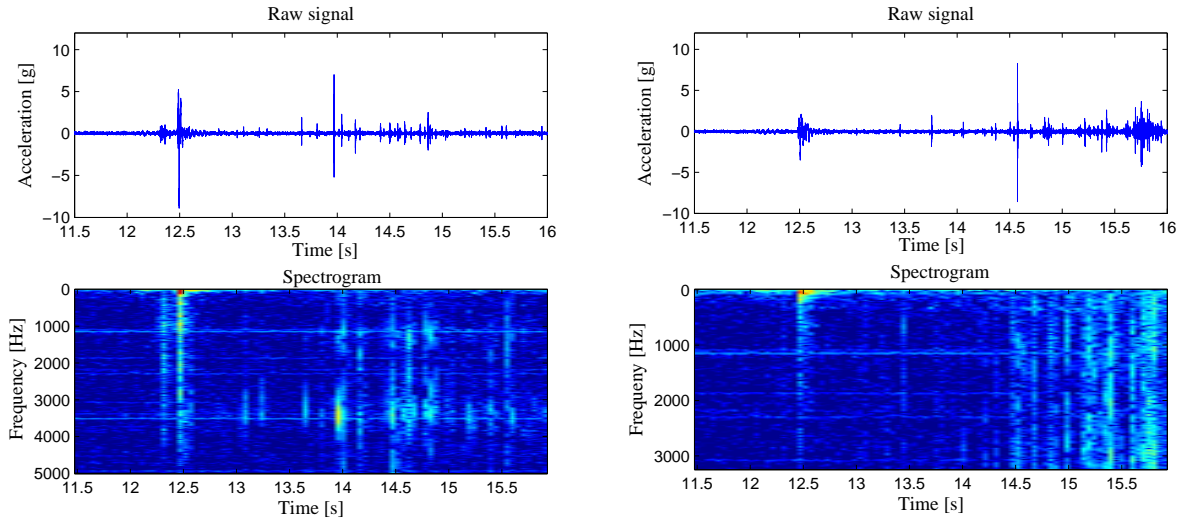 Raw signal
10
5
0
−5
−10
Acceleration [g]
11.5 12 12.5 13 13.5 14 14.5 15 15.5 16
Time [s]
Raw signal
10
5
0
−5
−10
Acceleration [g]
11.5 12 12.5 13 13.5 14 14.5 15 15.5 16
Time [s]
Spectrogram
0
1000
2000
3000
4000
5000
Frequency [Hz]
11.5 12 12.5 13 13.5 14 14.5 15 15.5
Time [s]
Spectrogram
0
1000
2000
3000
Frequeny [Hz]
11.5 12 12.5 13 13.5 14 14.5 15 15.5
Time [s]